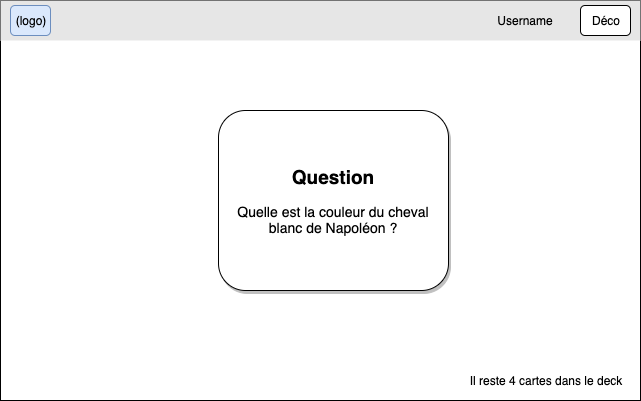 (logo)
Username
Déco
Question
Quelle est la couleur du cheval
blanc de Napoléon ?
Il reste 4 cartes dans le deck